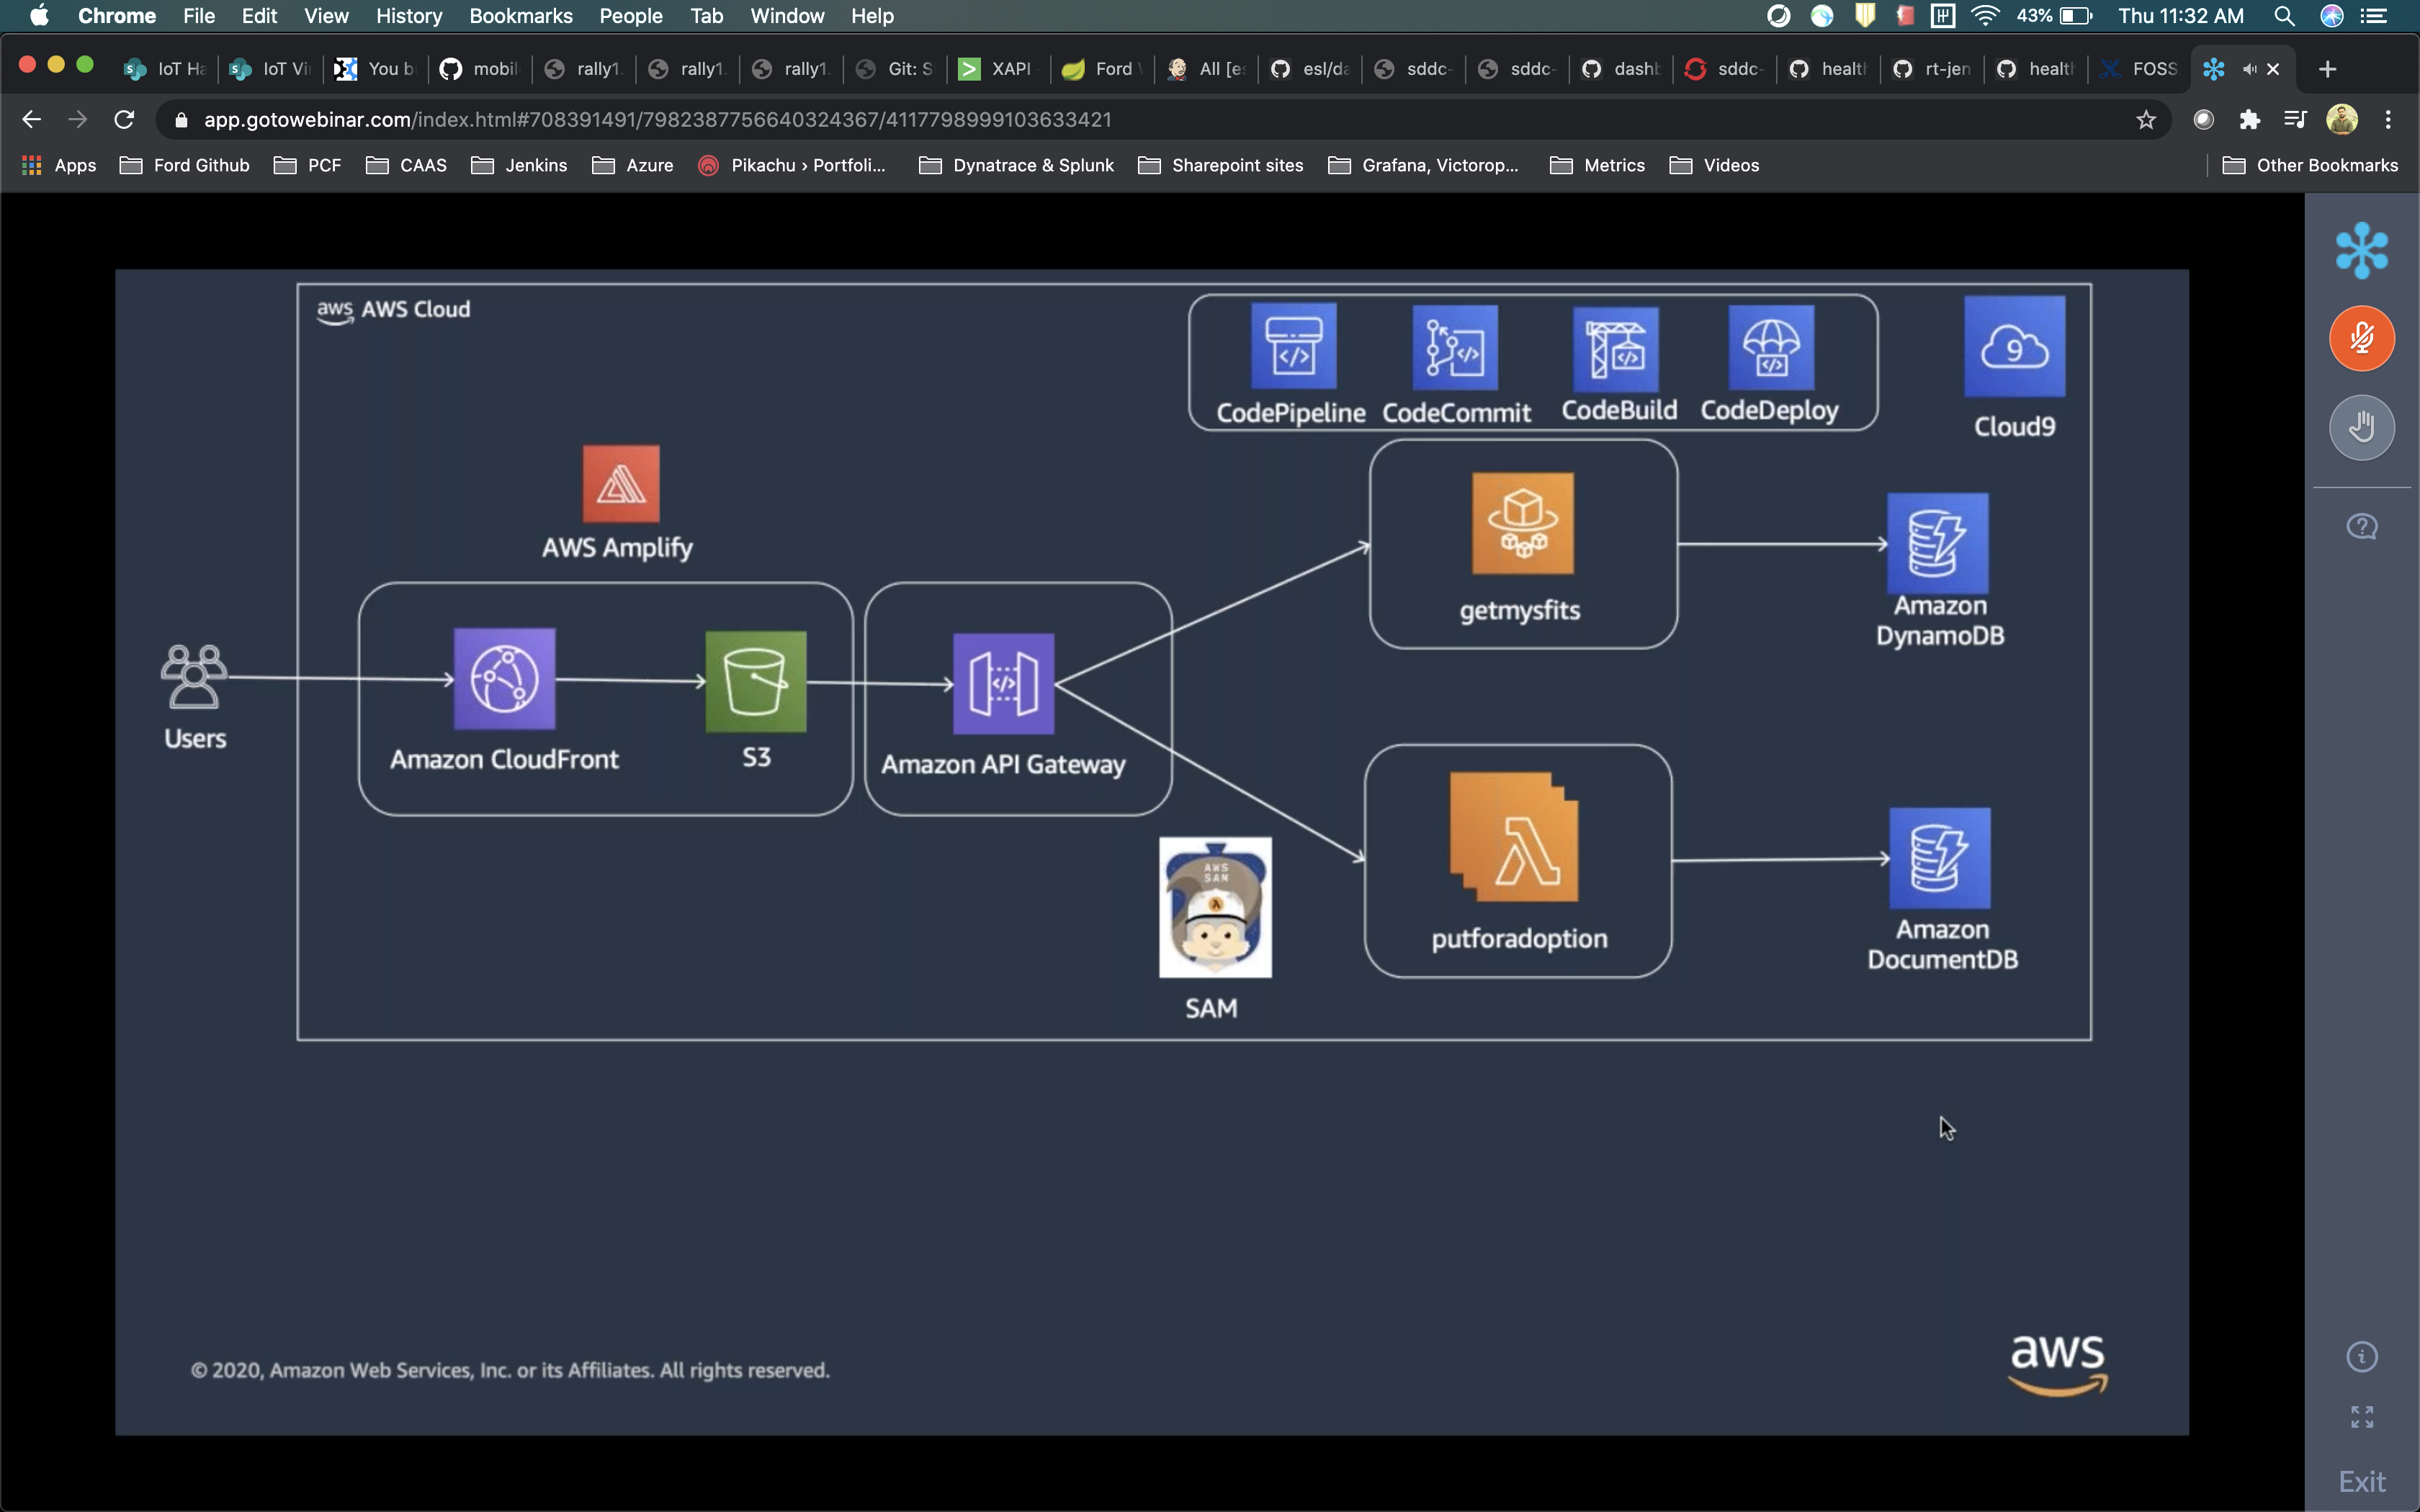 Chrome File Edit View History Bookmarks People Tab Window Help 43% Thu 11:32 AM
IoT Ha IoT Vi You b mobil rally1. rally1. rally1. Git: S XAPI Ford All [es esl/da sddc- sddc- dashb sddc- health rt-jen health FOSS
app.gotowebinar.com/index.html#708391491/7982387756640324367/4117798999103633421
Apps Ford Github PCF CAAS Jenkins Azure Pikachu › Portfoli... Dynatrace & Splunk Sharepoint sites Grafana, Victorop... Metrics Videos Other Bookmarks
aws AWS Cloud
CodePipeline CodeCommit CodeBuild CodeDeploy
9
Cloud9
AWS Amplify
getmysfits
Amazon
DynamoDB
Users
Amazon CloudFront
S3
Amazon API Gateway
AWS
SAM
SAM
putforadoption
Amazon
DocumentDB
© 2020, Amazon Web Services, Inc. or its Affiliates. All rights reserved.
aws
Exit